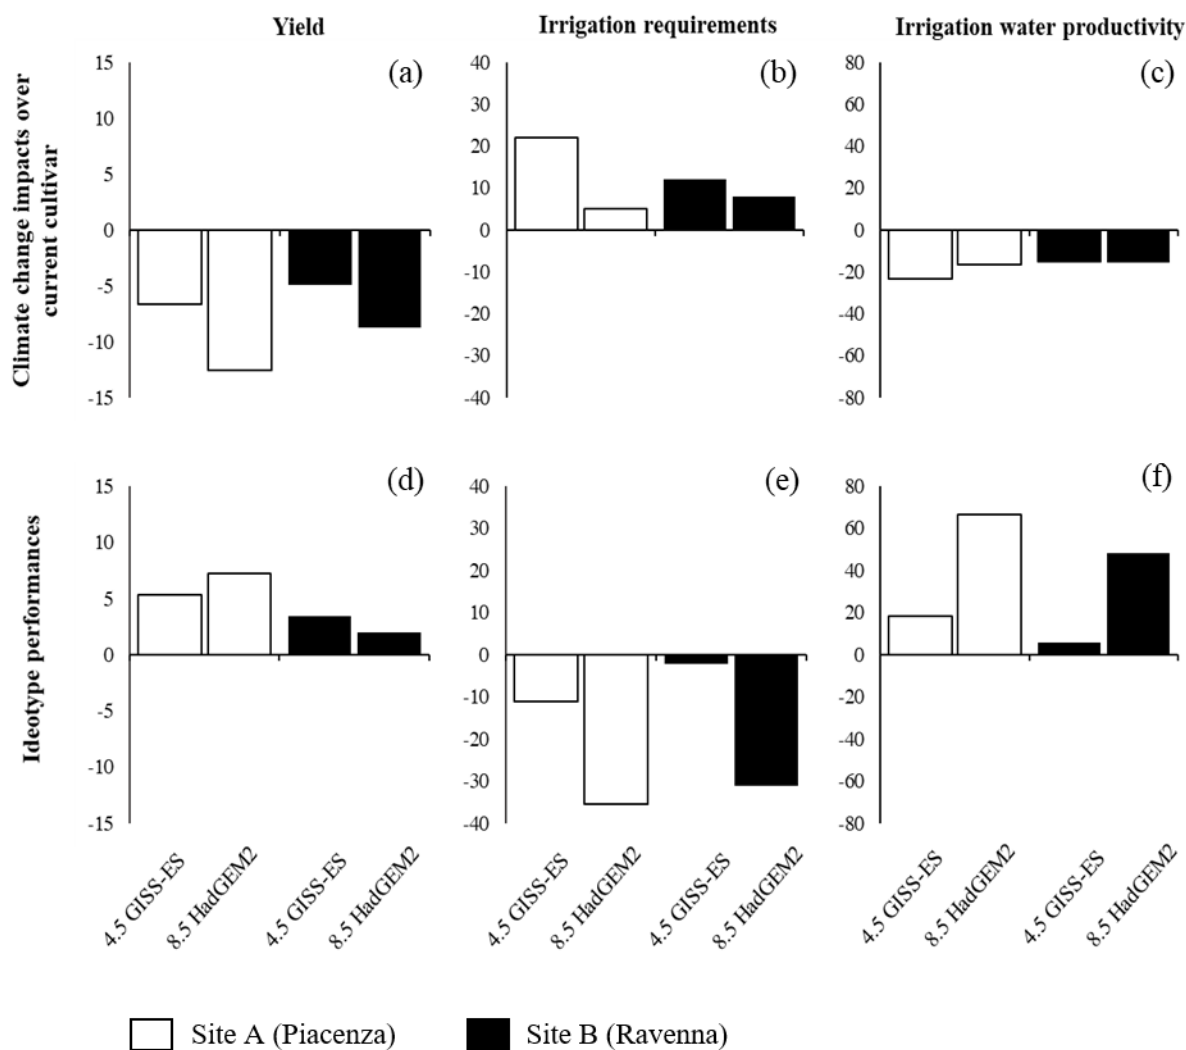 Yield
Irrigation requirements
Irrigation water productivity
Climate change impacts over
current cultivar
(a)
15
10
5
0
-5
-10
-15
(b)
40
30
20
10
0
-10
-20
-30
-40
(c)
80
60
40
20
0
-20
-40
-60
-80
Ideotype performances
(d)
15
10
5
0
-5
-10
-15
(e)
40
30
20
10
0
-10
-20
-30
-40
(f)
80
60
40
20
0
-20
-40
-60
-80
4.5 GISS-ES
8.5 HadGEM2
4.5 GISS-ES
8.5 HadGEM2
4.5 GISS-ES
8.5 HadGEM2
4.5 GISS-ES
8.5 HadGEM2
4.5 GISS-ES
8.5 HadGEM2
4.5 GISS-ES
8.5 HadGEM2
Site A (Piacenza)
Site B (Ravenna)